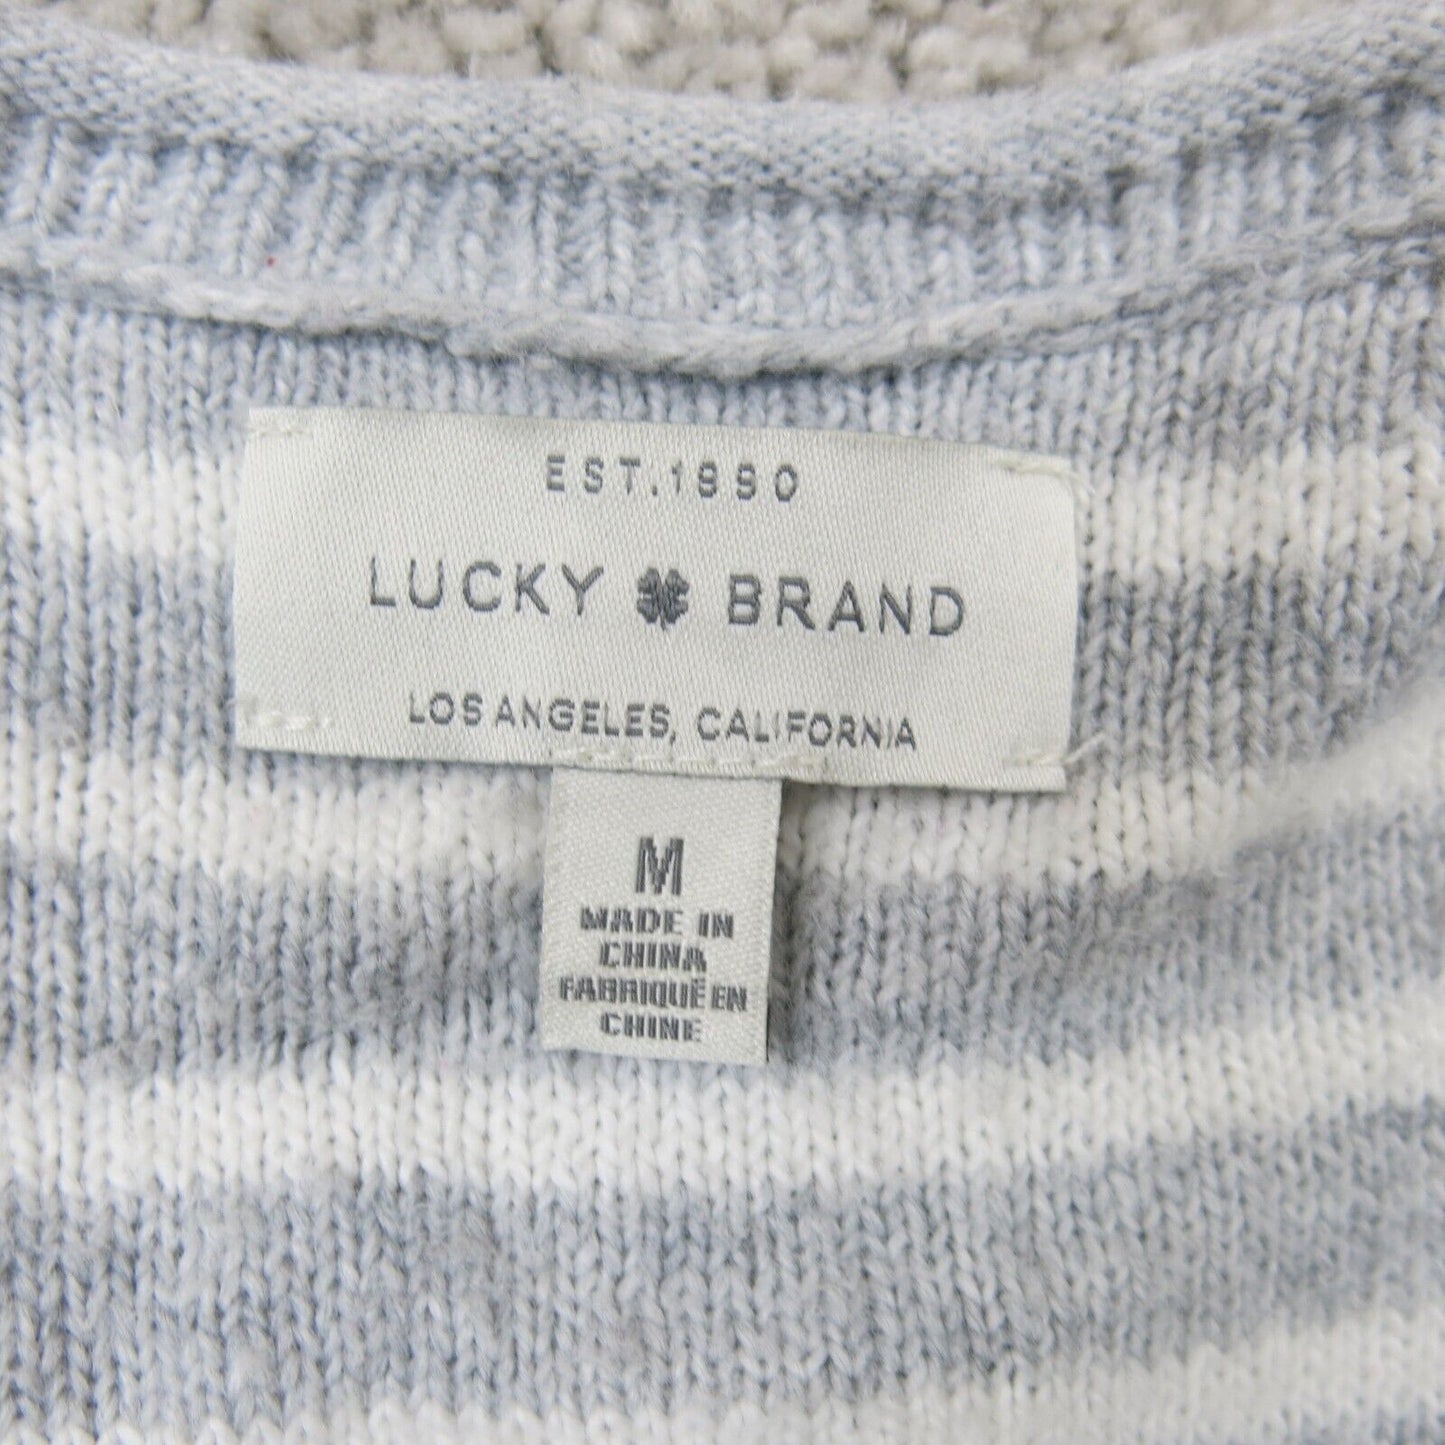 EST.1990
LUCKY BRAND
LOS ANGELES, CALIFORNIA
M
MADE IN
CHINA
FABRIQUÉ EN
CHINE